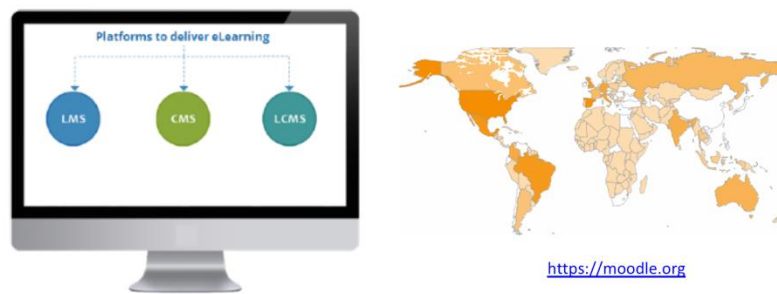 Platforms to deliver eLearning
LMS
CMS
LCMS
https://moodle.org